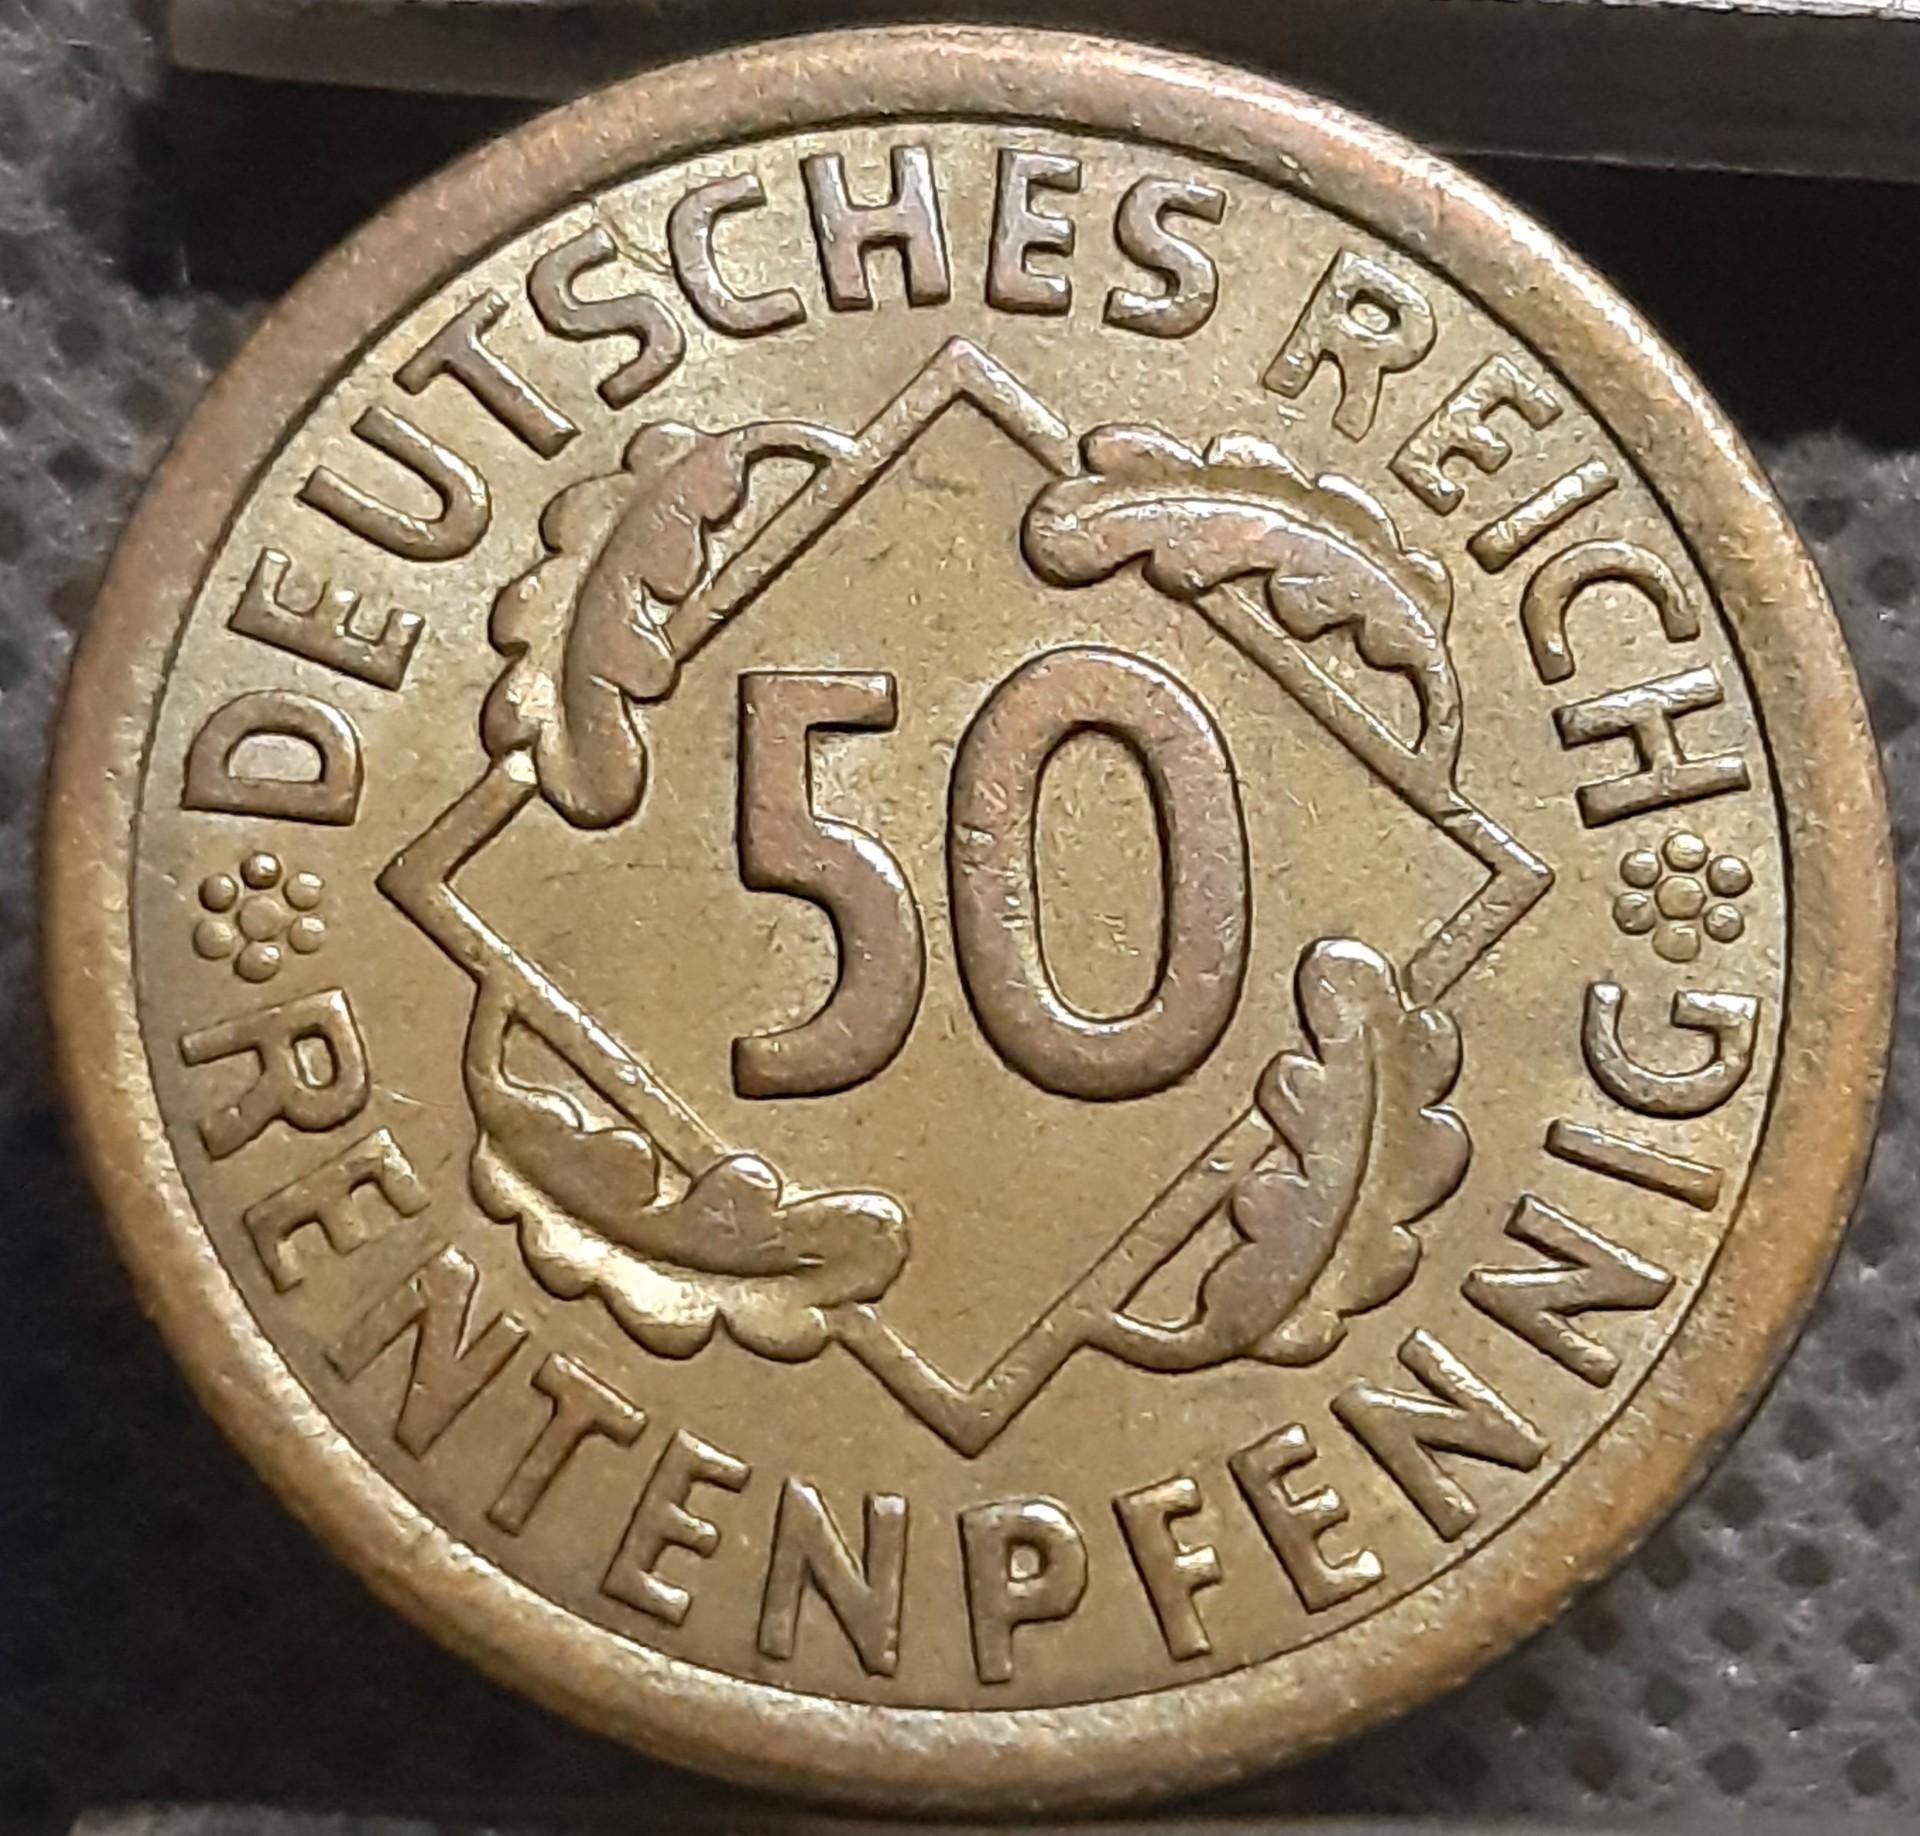 DEUTSCHES REICH
50
RENTENPFENNIG